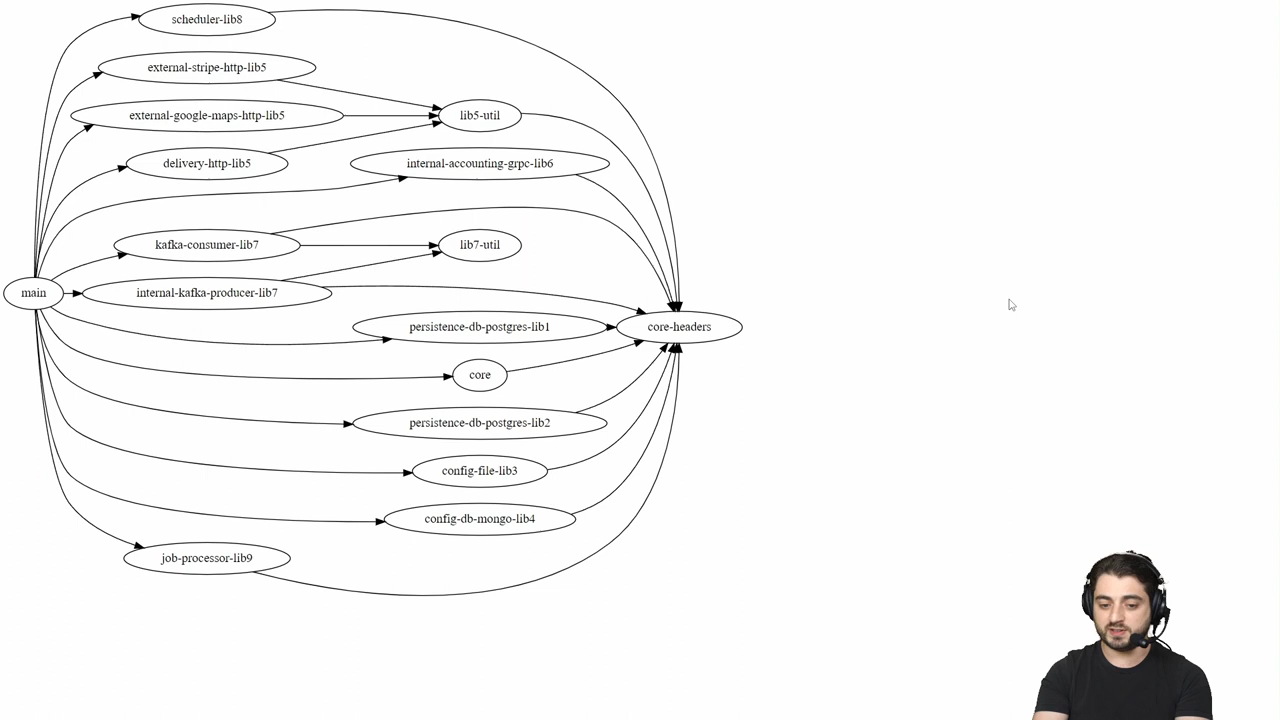 scheduler-lib8
external-stripe-http-lib5
external-google-maps-http-lib5
lib5-util
delivery-http-lib5
internal-accounting-grpc-lib6
kafka-consumer-lib7
lib7-util
main
internal-kafka-producer-lib7
persistence-db-postgres-lib1
core-headers
core
persistence-db-postgres-lib2
config-file-lib3
config-db-mongo-lib4
job-processor-lib9